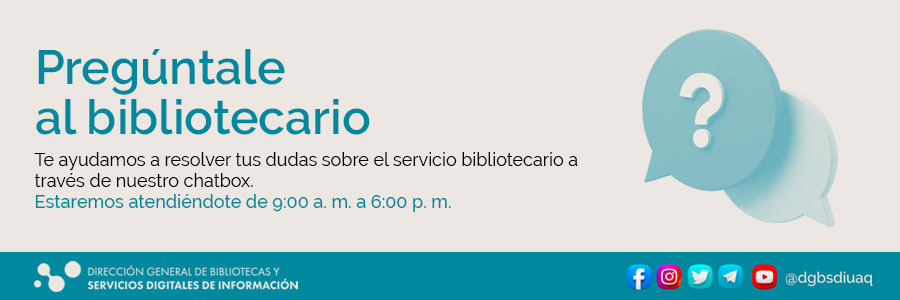 Pregúntale
al bibliotecario
Te ayudamos a resolver tus dudas sobre el servicio bibliotecario a
través de nuestro chatbox.
Estaremos atendiéndote de 9:00 a. m. a 6:00 p. m.
?
DIRECCIÓN GENERAL DE BIBLIOTECAS Y
SERVICIOS DIGITALES DE INFORMACIÓN
@dgbsdiuaq